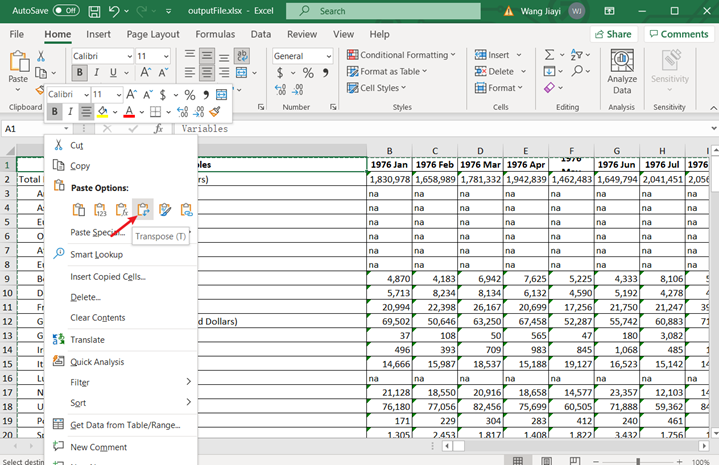 AutoSave Off outputFile.xlsx - Excel Search Wang Jiayi WJ
File Home Insert Page Layout Formulas Data Review View Help Share Comments
Paste Calibri 11 ab General Conditional Formatting Insert Analyze Data Sensitivity
B I U A A $ % , Format as Table Delete
Cell Styles Format
Clipboard Number Styles Cells Editing Analysis Sensitivity
Calibri 11 A A $ % ,
B I A
A1 fx Variables
A B C D E F G H I
1 Variables 1976 Jan 1976 Feb 1976 Mar 1976 Apr 1976 May 1976 Jun 1976 Jul 1976
2 Total 1,830,978 1,658,989 1,781,332 1,942,839 1,462,483 1,649,794 2,041,451 2,056
3 na na na na na na na na
4 na na na na na na na na
5 na na na na na na na na
6 na na na na na na na na
7 na na na na na na na na
8 na na na na na na na na
9 4,870 4,183 6,942 7,625 5,225 4,333 8,106
10 5,713 8,234 8,134 6,132 4,590 5,192 4,278
11 20,994 22,398 26,167 20,699 17,256 21,750 21,247
12 d Dollars) 69,502 50,646 63,250 67,458 52,287 55,742 60,883
13 37 108 50 565 47 180 3,082
14 496 393 709 983 845 1,068 485
15 14,666 15,987 18,537 15,188 19,127 16,523 15,142
16 na na na na na na na na
17 21,128 18,550 20,916 18,658 14,577 23,357 12,103
18 76,180 77,056 82,456 75,699 60,505 71,888 59,362
19 171 229 304 283 412 240 461
20 1,305 2,453 1,817 1,408 1,822 3,432 1,756
Cut
Copy
Paste Options:
123 fx
Paste Special...
Transpose (T)
Smart Lookup
Insert Copied Cells...
Delete...
Clear Contents
Translate
Quick Analysis
Filter
Sort
Get Data from Table/Range...
New Comment
Select destin 100%